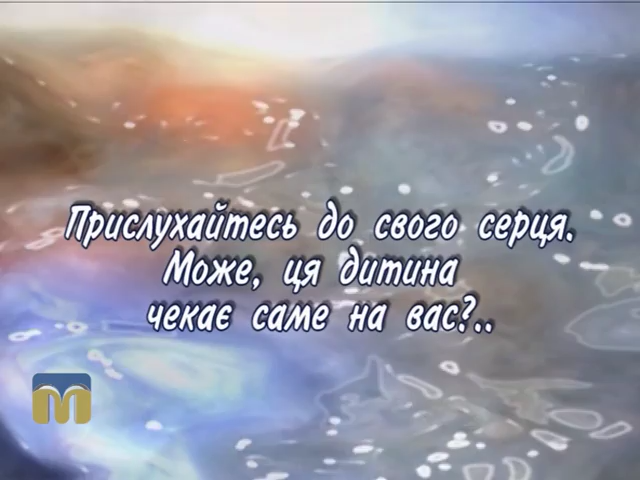 Прислухайтесь до свого серця.
Може, ця дитина
чекає саме на вас?..
м